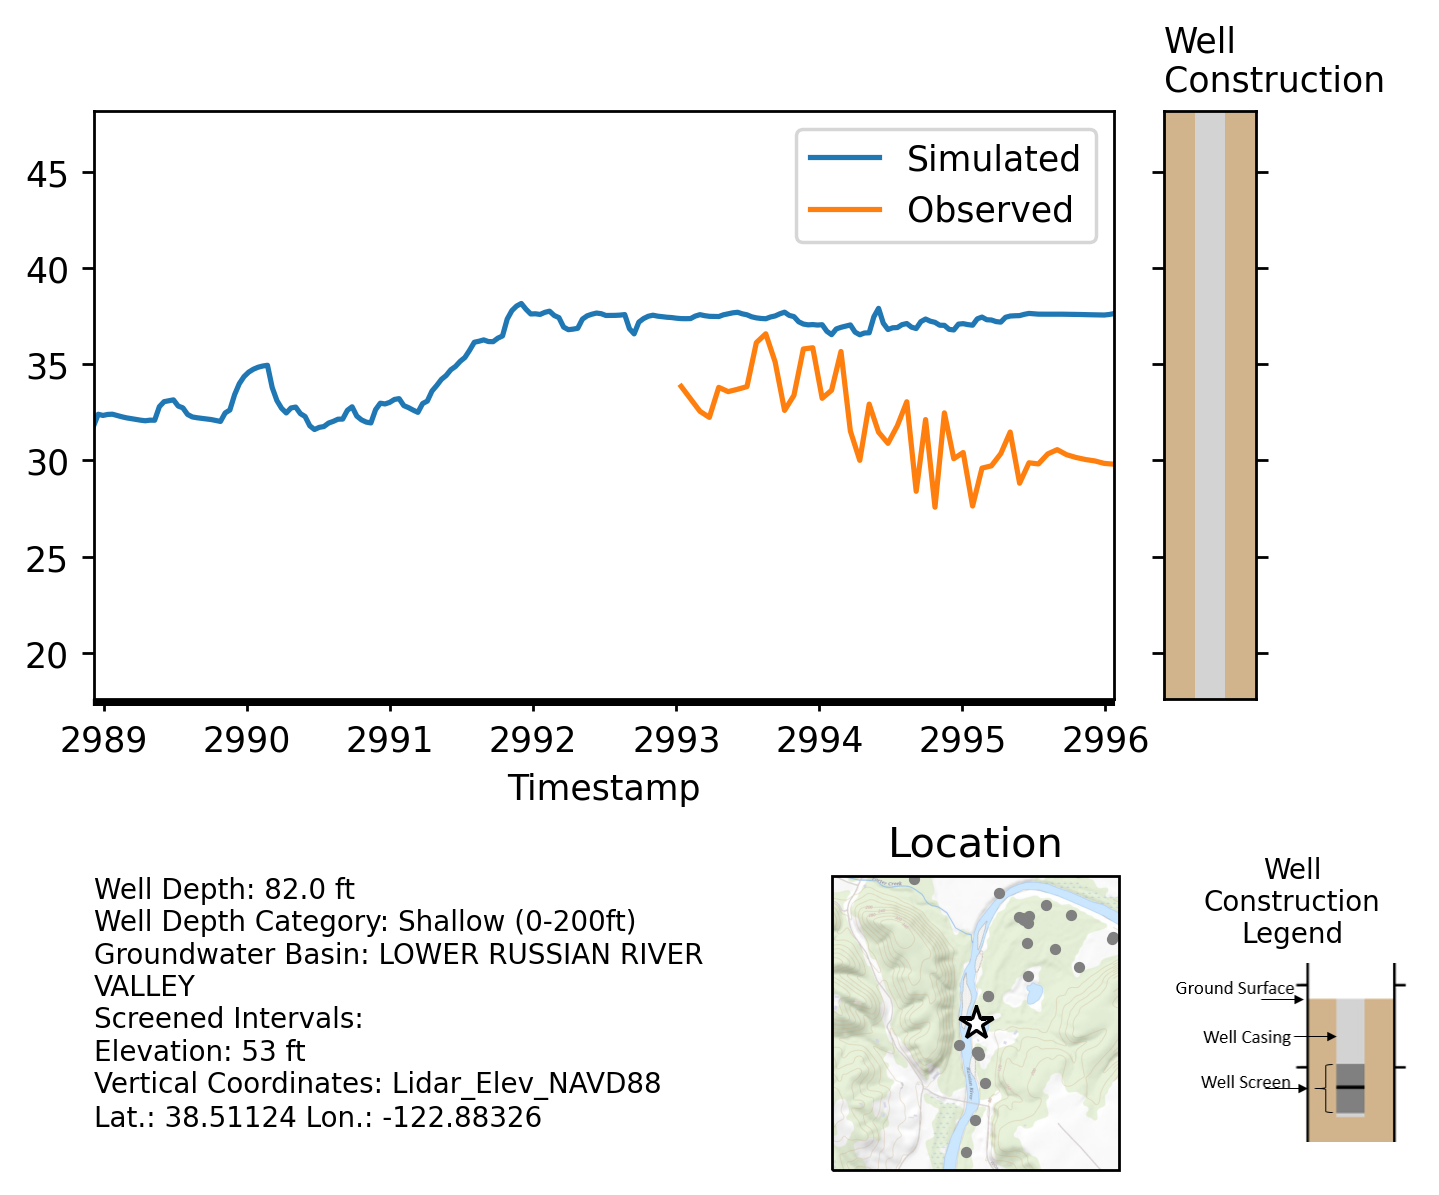 Well
Construction
Simulated
Observed
45
40
35
30
25
20
2989 2990 2991 2992 2993 2994 2995 2996
Timestamp
Well Depth: 82.0 ft
Well Depth Category: Shallow (0-200ft)
Groundwater Basin: LOWER RUSSIAN RIVER
VALLEY
Screened Intervals:
Elevation: 53 ft
Vertical Coordinates: Lidar_Elev_NAVD88
Lat.: 38.51124 Lon.: -122.88326
Location
Well
Construction
Legend
Ground Surface
Well Casing
Well Screen